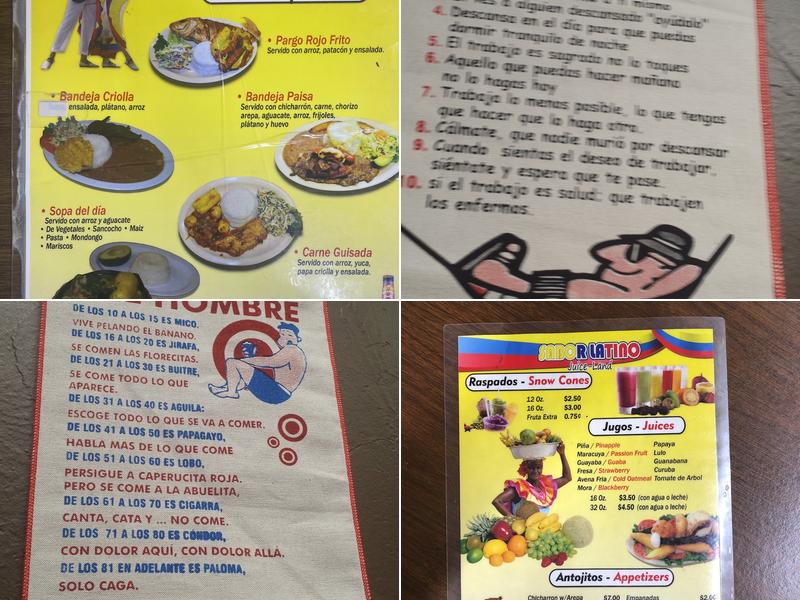 • Pargo Rojo Frito
Servido con arroz, patacón y ensalada.
• Bandeja Criolla
ensalada, plátano, arroz
• Bandeja Paisa
Servido con chicharrón, carne, chorizo
arepa, aguacate, arroz, frijoles,
plátano y huevo
• Sopa del día
Servido con arroz y aguacate
• De Vegetales • Sancocho • Maiz
• Pasta • Mondongo
• Mariscos
• Carne Guisada
Servido con arroz, yuca,
papa criolla y ensalada.
a alguien descansado "ayúdalo"
4. Descansa en el día para que puedas
dormir tranquilo de noche
5. El trabajo es sagrado no lo toques
6. Aquello que puedas hacer mañana
no lo hagas hoy
7. Trabaja lo menos posible, lo que tengas
que hacer que lo haga otro.
8. Cálmate, que nadie murió por descansar
9. Cuando sientas el deseo de trabajar,
siéntate y espera que te pase.
10. si el trabajo es salud: que trabajen
los enfermos.
HOMBRE
DE LOS 10 A LOS 15 ES MICO.
VIVE PELANDO EL BANANO.
DE LOS 16 A LOS 20 ES JIRAFA,
SE COMEN LAS FLORECITAS.
DE LOS 21 A LOS 30 ES BUITRE,
SE COME TODO LO QUE
APARECE.
DE LOS 31 A LOS 40 ES AGUILA:
ESCOGE TODO LO QUE SE VA A COMER.
DE LOS 41 A LOS 50 ES PAPAGAYO,
HABLA MAS DE LO QUE COME
DE LOS 51 A LOS 60 ES LOBO,
PERSIGUE A CAPERUCITA ROJA.
PERO SE COME A LA ABUELITA,
DE LOS 61 A LOS 70 ES CIGARRA,
CANTA, CATA Y ... NO COME.
DE LOS 71 A LOS 80 ES CÓNDOR,
CON DOLOR AQUÍ, CON DOLOR ALLÁ.
DE LOS 81 EN ADELANTE ES PALOMA,
SOLO CAGA.
SABOR LATINO
Juice-Land
Raspados - Snow Cones
12 Oz. $2.50
16 Oz. $3.00
Fruta Extra 0.75¢
Jugos - Juices
Piña / Pineapple Papaya
Maracuya / Passion Fruit Lulo
Guayaba / Guaba Guanabana
Fresa / Strawberry Curuba
Avena Fria / Cold Oatmeal Tomate de Arbol
Mora / Blackberry
16 Oz. $3.50 (con agua o leche)
32 Oz. $4.50 (con agua o leche)
Antojitos - Appetizers
Chicharron w/Arepa $7.00 Empanadas